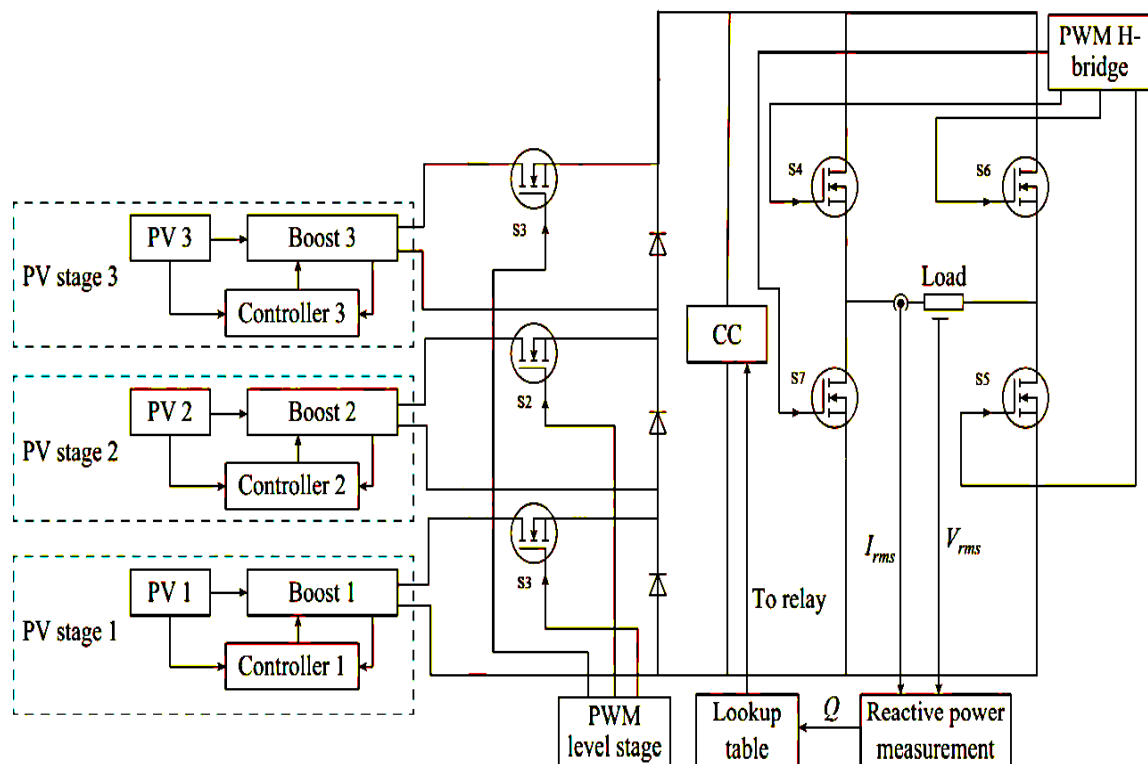 PWM H-
bridge
S4
S6
S3
PV 3
Boost 3
PV stage 3
Controller 3
Load
CC
S7
S5
S2
PV 2
Boost 2
PV stage 2
Controller 2
S3
I_rms
V_rms
PV 1
Boost 1
To relay
PV stage 1
Controller 1
PWM
level stage
Lookup
table
Q
Reactive power
measurement